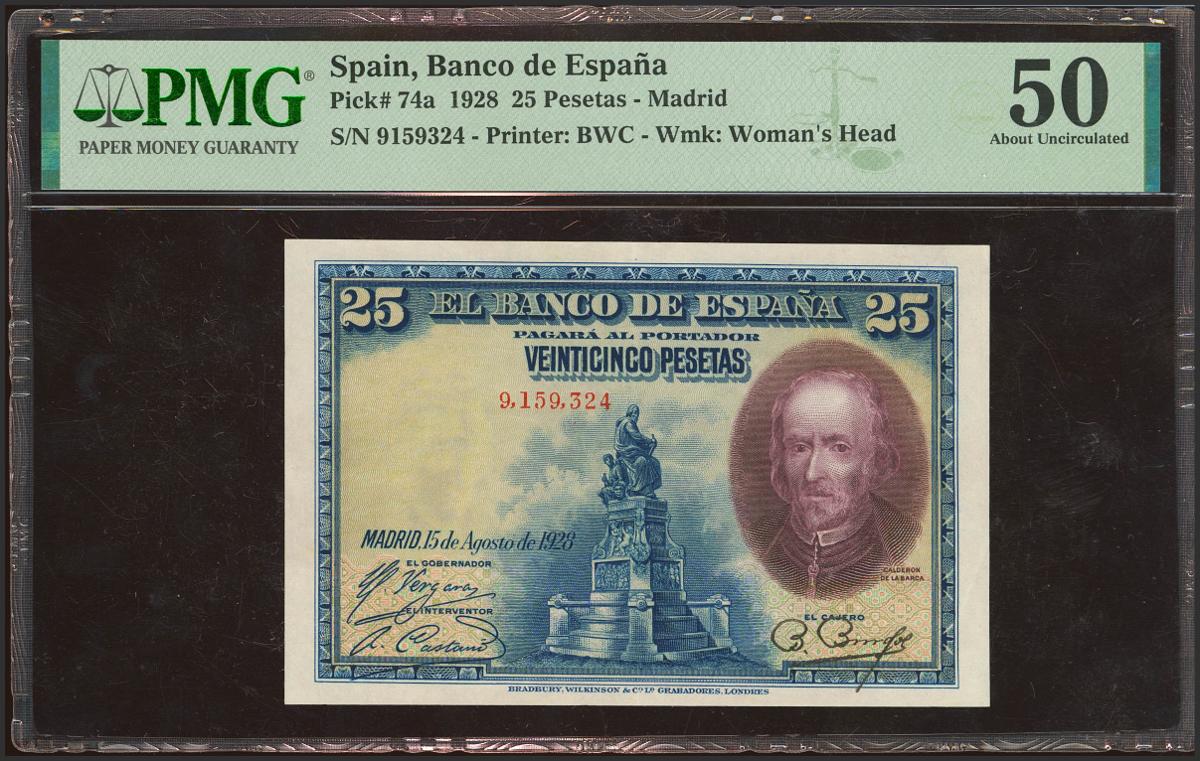 PMG®
PAPER MONEY GUARANTY
Spain, Banco de España
Pick# 74a 1928 25 Pesetas - Madrid
S/N 9159324 - Printer: BWC - Wmk: Woman's Head
50
About Uncirculated
25 EL BANCO DE ESPAÑA 25
PAGARÁ AL PORTADOR
VEINTICINCO PESETAS
9,159,324
MADRID, 15 de Agosto de 1928
EL GOBERNADOR
EL INTERVENTOR
CALDERON
DE LA BARCA
EL CAJERO
BRADBURY, WILKINSON & Cº Lº GRABADORES, LONDRES